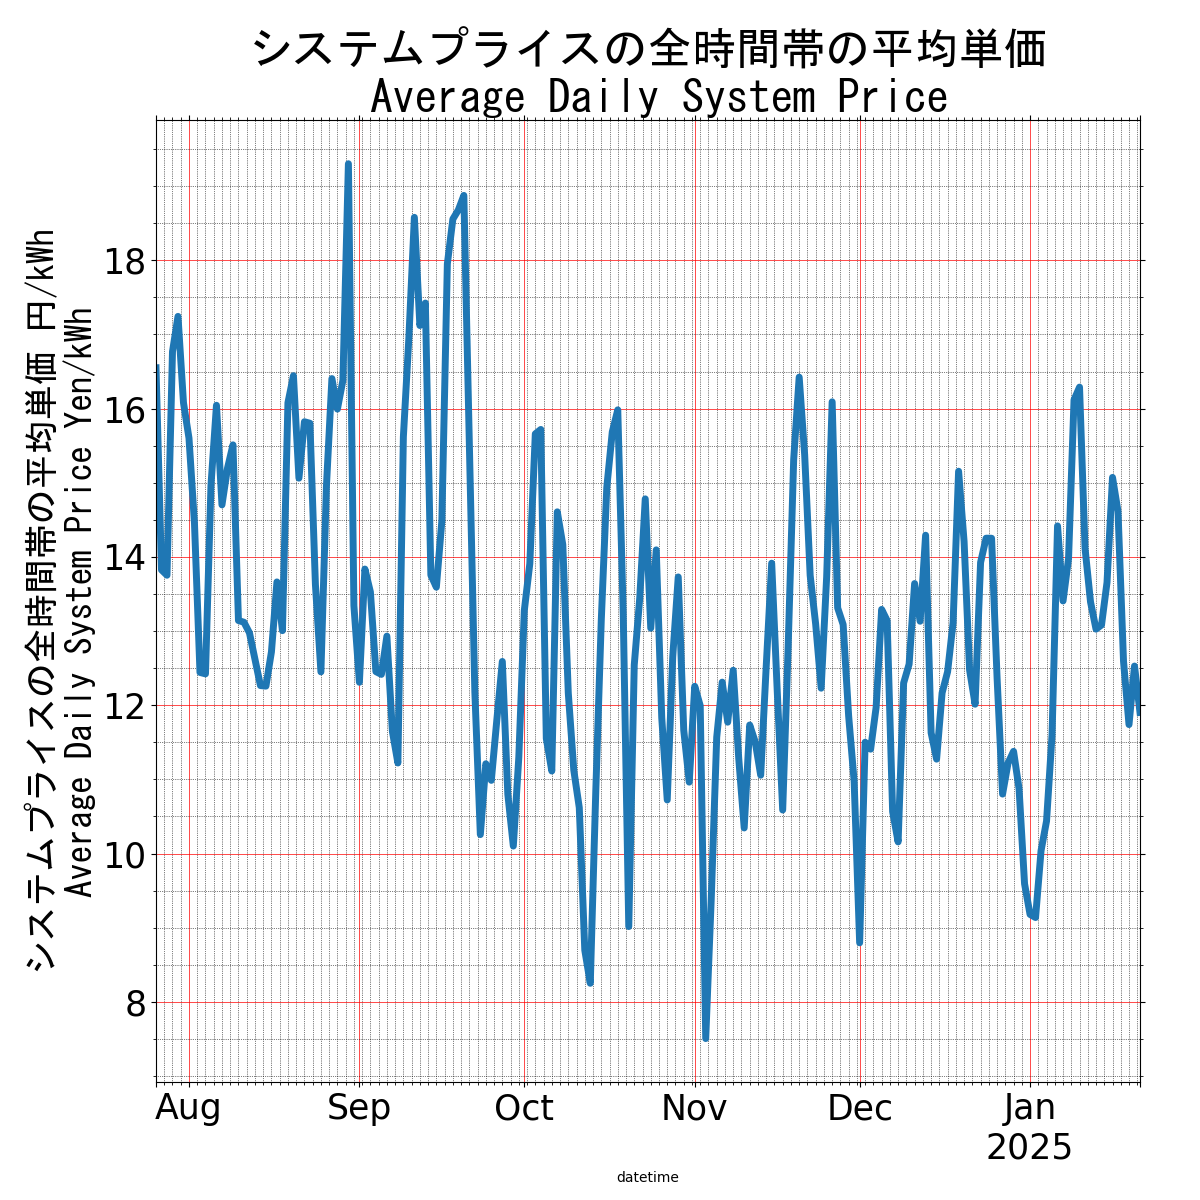 システムプライスの全時間帯の平均単価
Average Daily System Price
システムプライスの全時間帯の平均単価 円/kWh
Average Daily System Price Yen/kWh
18
16
14
12
10
8
Aug
Sep
Oct
Nov
Dec
Jan
2025
datetime